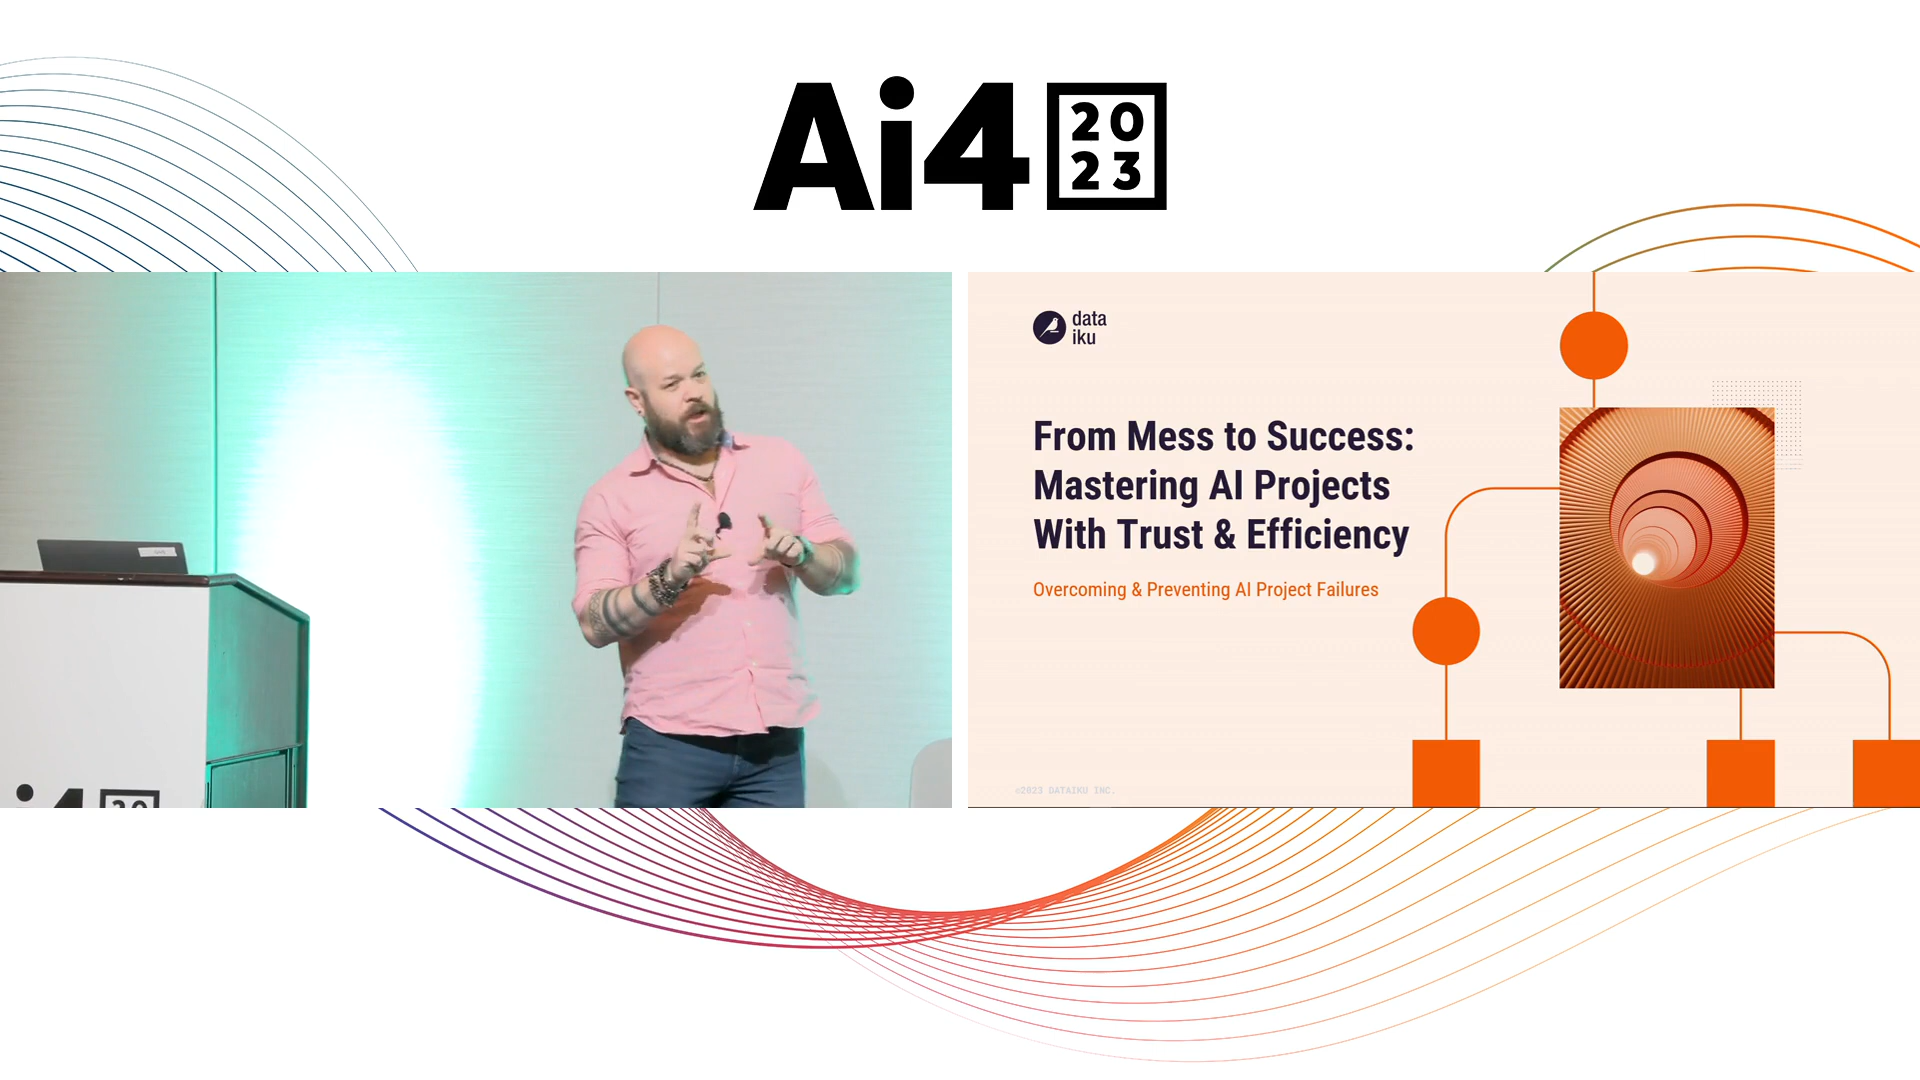 Ai4
20
23
data
iku
From Mess to Success:
Mastering AI Projects
With Trust & Efficiency
Overcoming & Preventing AI Project Failures
©2023 DATAIKU INC.